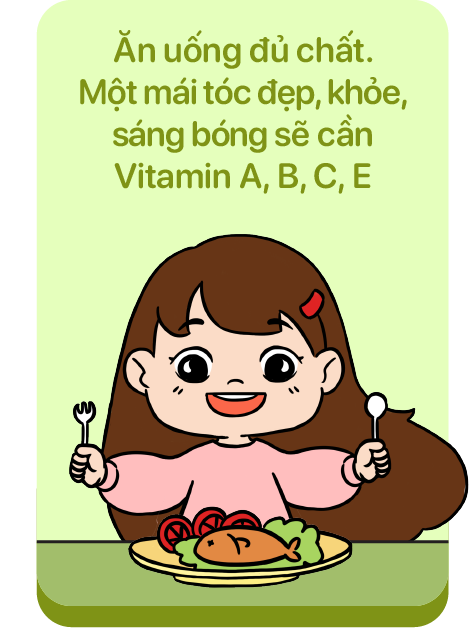 Ăn uống đủ chất.
Một mái tóc đẹp, khỏe,
sáng bóng sẽ cần
Vitamin A, B, C, E